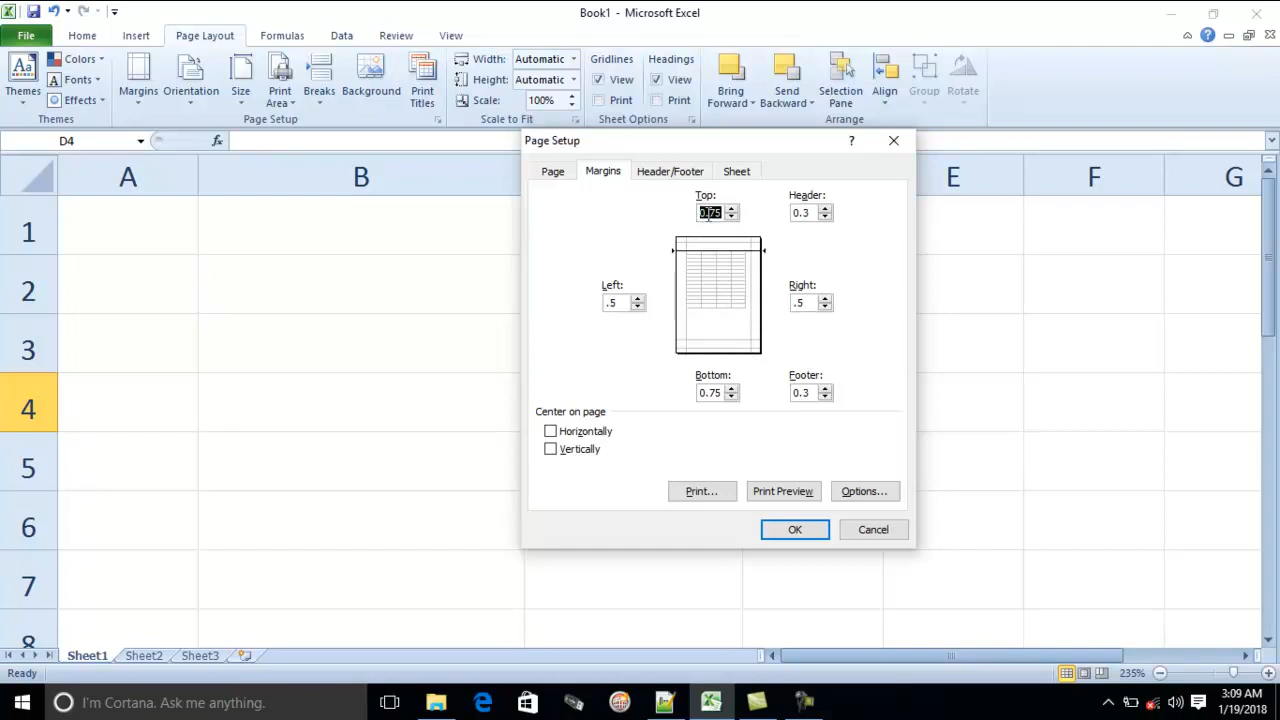 Book1 - Microsoft Excel
File Home Insert Page Layout Formulas Data Review View
Themes
Colors
Fonts
Effects
Themes
Margins Orientation Size Print Area Breaks Background Print Titles
Page Setup
Width: Automatic
Height: Automatic
Scale: 100%
Scale to Fit
Gridlines
View
Print
Headings
View
Print
Sheet Options
Bring Forward Send Backward Selection Pane Align Group Rotate
Arrange
D4 fx
A B E F G
1
2
3
4
5
6
7
8
Page Setup ?
Page Margins Header/Footer Sheet
Top: Header:
0.75 0.3
Left: Right:
.5 .5
Bottom: Footer:
0.75 0.3
Center on page
Horizontally
Vertically
Print... Print Preview Options...
OK Cancel
Sheet1 Sheet2 Sheet3
Ready 235%
I'm Cortana. Ask me anything.
3:09 AM
1/19/2018